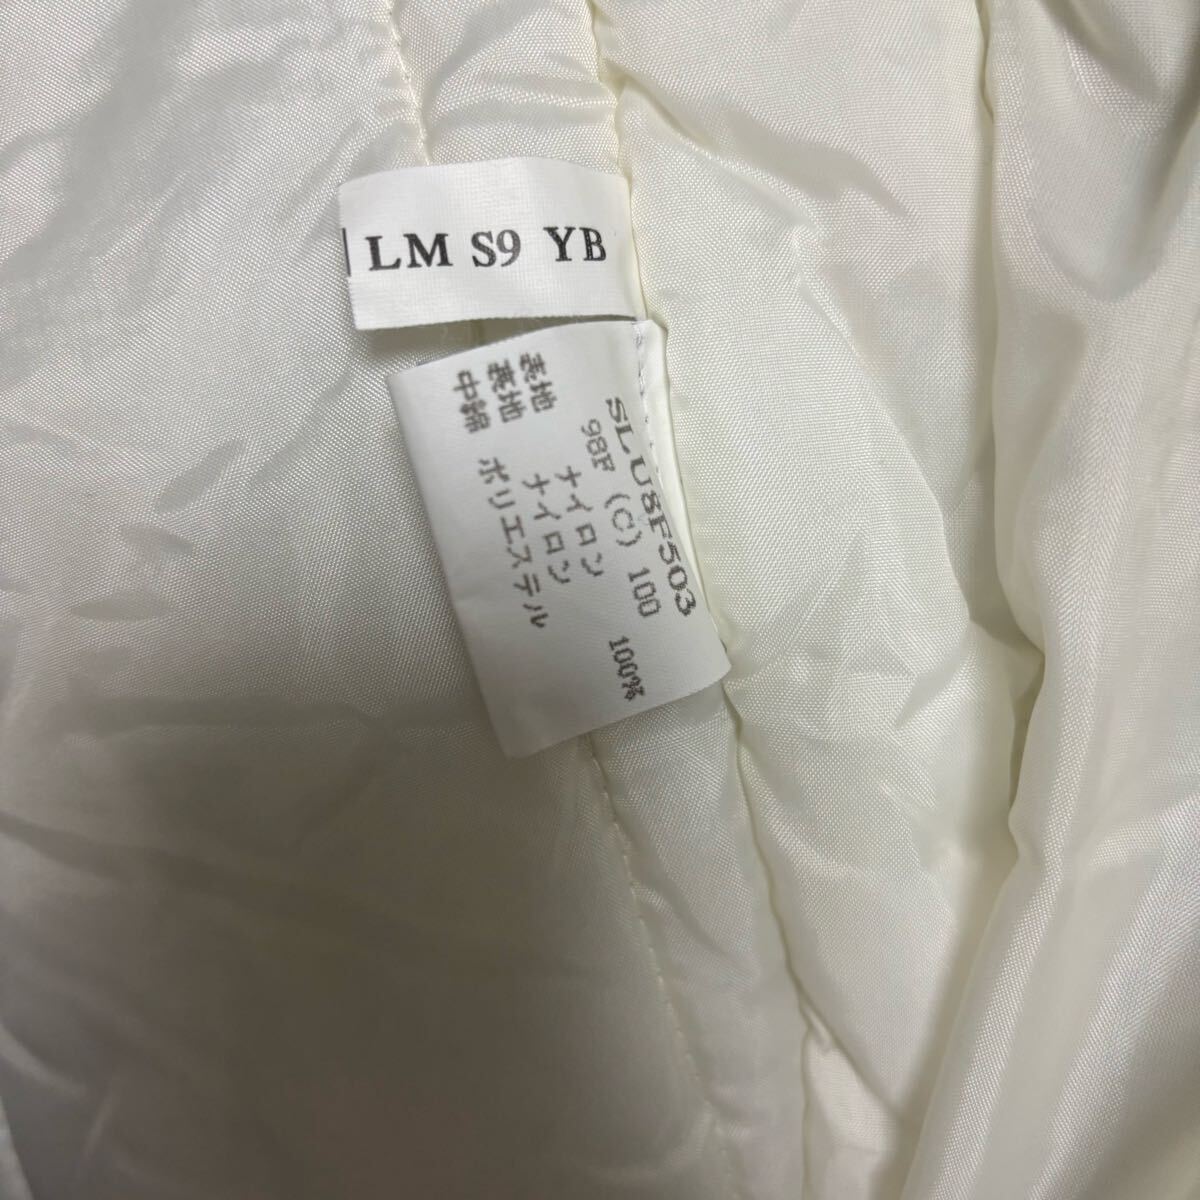 LM S9 YB
SLU8F503
98F (C) 100
表地 ナイロン 100%
裏地 ナイロン
中綿 ポリエステル